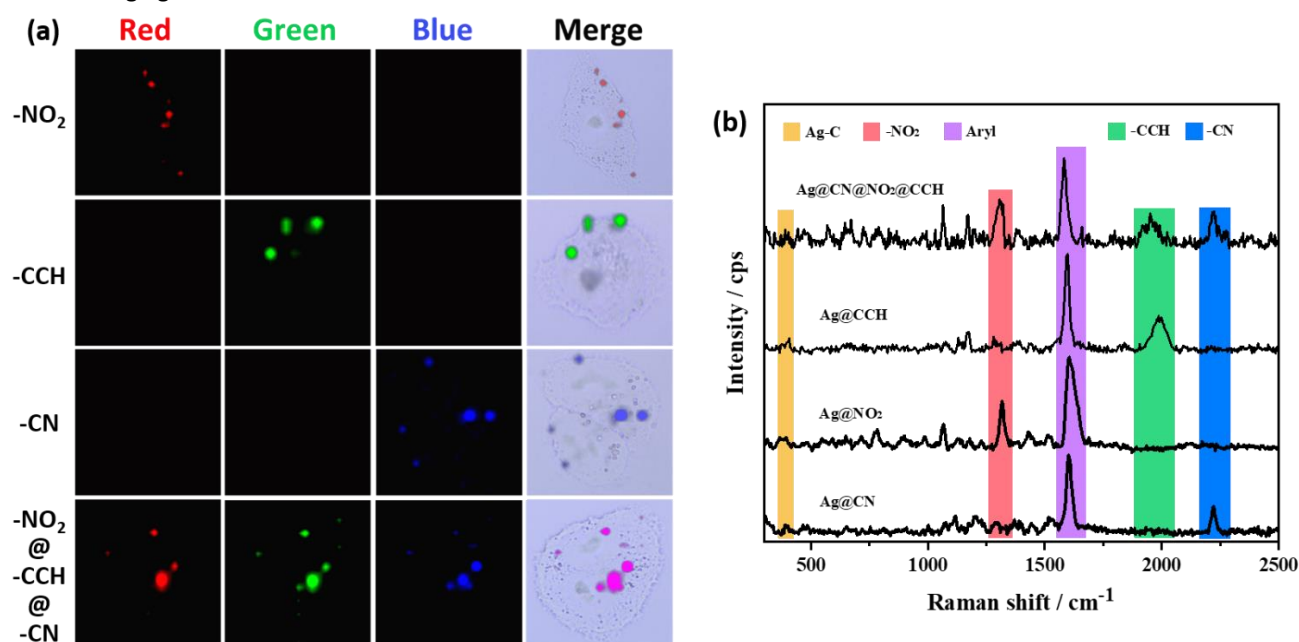 (a) Red Green Blue Merge
-NO₂
-CCH
-CN
-NO₂
@
-CCH
@
-CN
(b)
Ag-C -NO₂ Aryl -CCH -CN
Ag@CN@NO₂@CCH
Ag@CCH
Ag@NO₂
Ag@CN
Intensity / cps
500 1000 1500 2000 2500
Raman shift / cm⁻¹